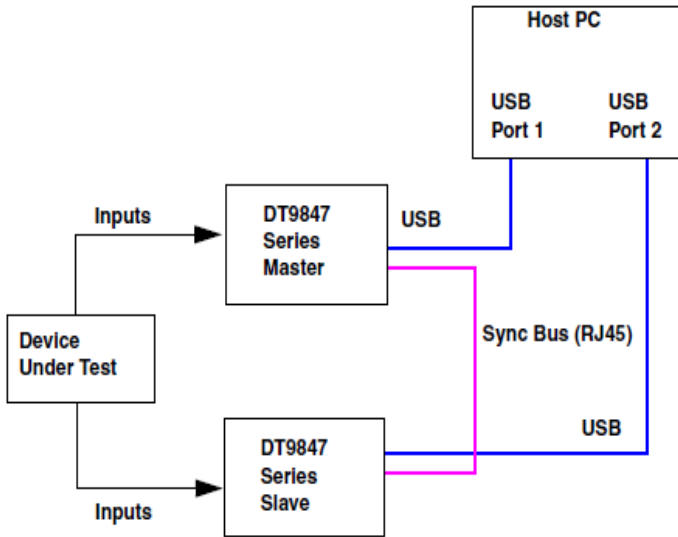 Host PC
USB
Port 1
USB
Port 2
Inputs
DT9847
Series
Master
USB
Device
Under Test
Sync Bus (RJ45)
DT9847
Series
Slave
USB
Inputs